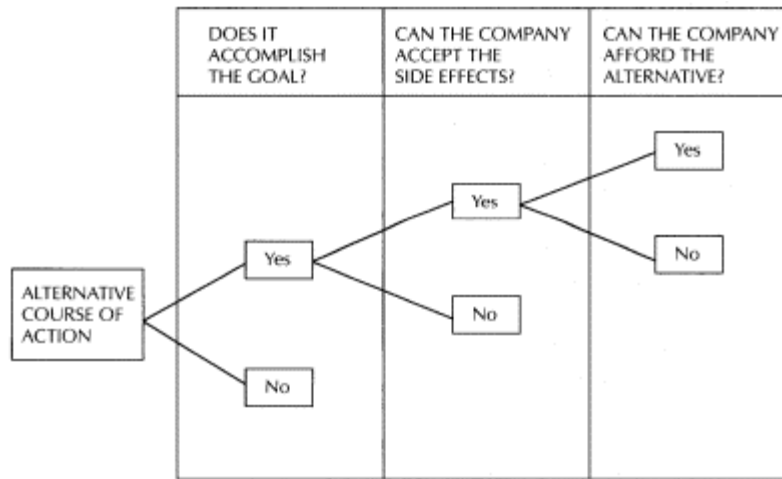 DOES IT
ACCOMPLISH
THE GOAL?
CAN THE COMPANY
ACCEPT THE
SIDE EFFECTS?
CAN THE COMPANY
AFFORD THE
ALTERNATIVE?
Yes
Yes
Yes
No
ALTERNATIVE
COURSE OF
ACTION
No
No